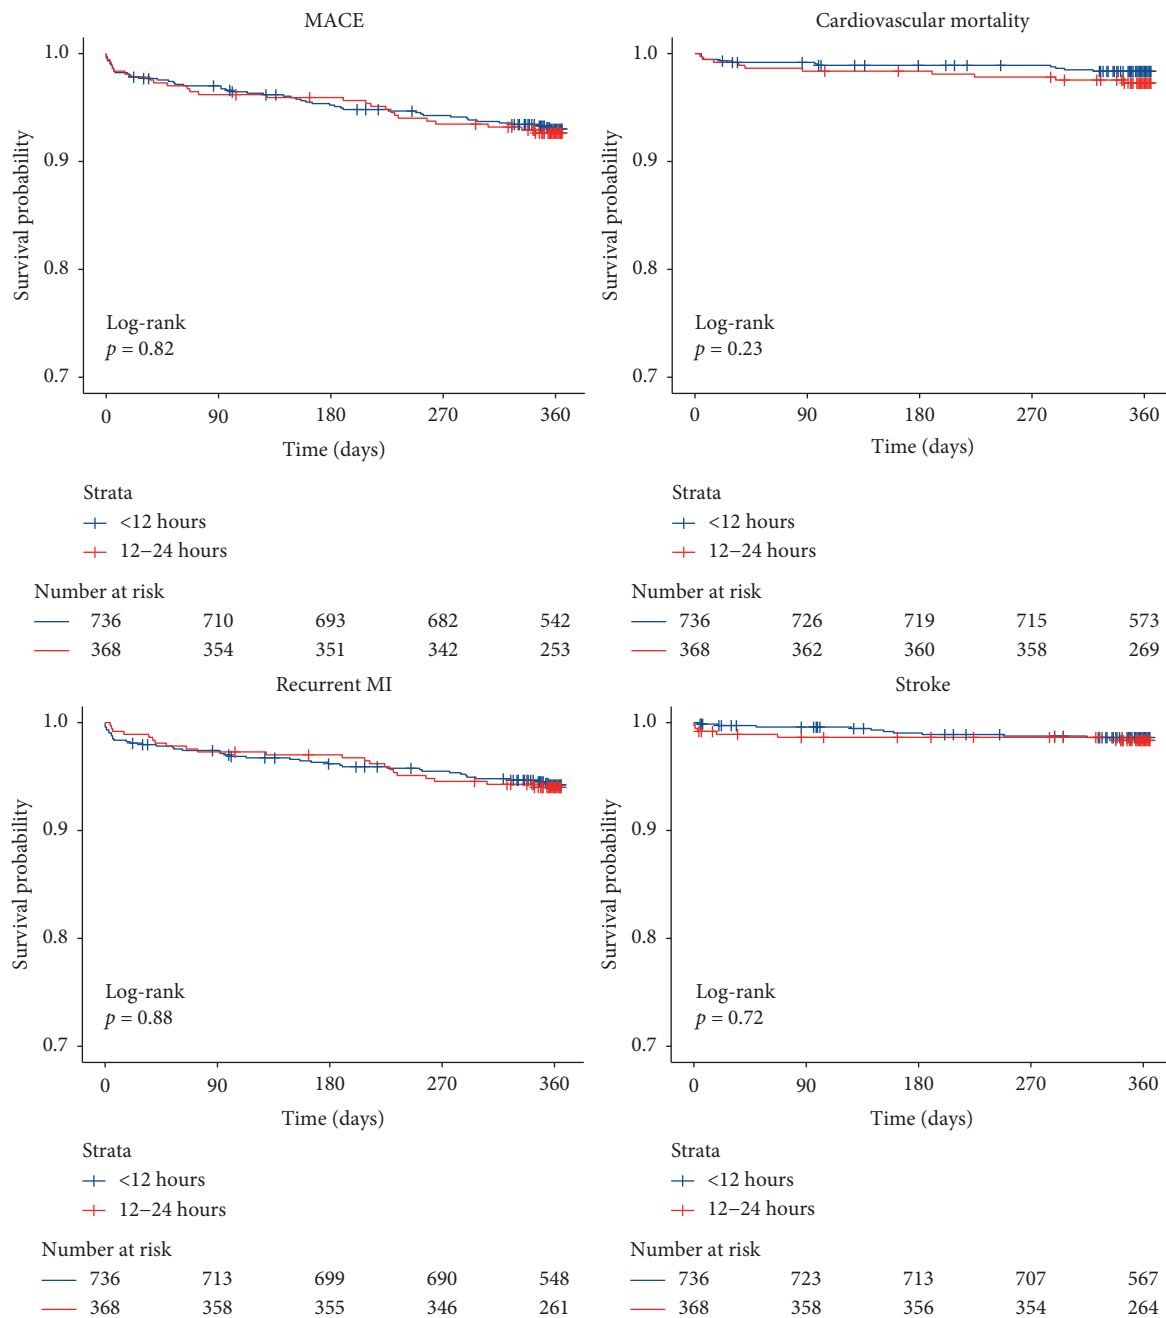 MACE
1.0
0.9
0.8
0.7
Survival probability
Log-rank
p = 0.82
0 90 180 270 360
Time (days)
Strata
<12 hours
12−24 hours
Number at risk
736 710 693 682 542
368 354 351 342 253
Cardiovascular mortality
1.0
0.9
0.8
0.7
Survival probability
Log-rank
p = 0.23
0 90 180 270 360
Time (days)
Strata
<12 hours
12−24 hours
Number at risk
736 726 719 715 573
368 362 360 358 269
Recurrent MI
1.0
0.9
0.8
0.7
Survival probability
Log-rank
p = 0.88
0 90 180 270 360
Time (days)
Strata
<12 hours
12−24 hours
Number at risk
736 713 699 690 548
368 358 355 346 261
Stroke
1.0
0.9
0.8
0.7
Survival probability
Log-rank
p = 0.72
0 90 180 270 360
Time (days)
Strata
<12 hours
12−24 hours
Number at risk
736 723 713 707 567
368 358 356 354 264